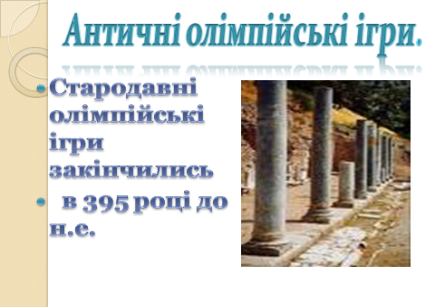 Античні олімпійські ігри.
Стародавні
олімпійські
ігри
закінчились
в 395 році до
н.е.